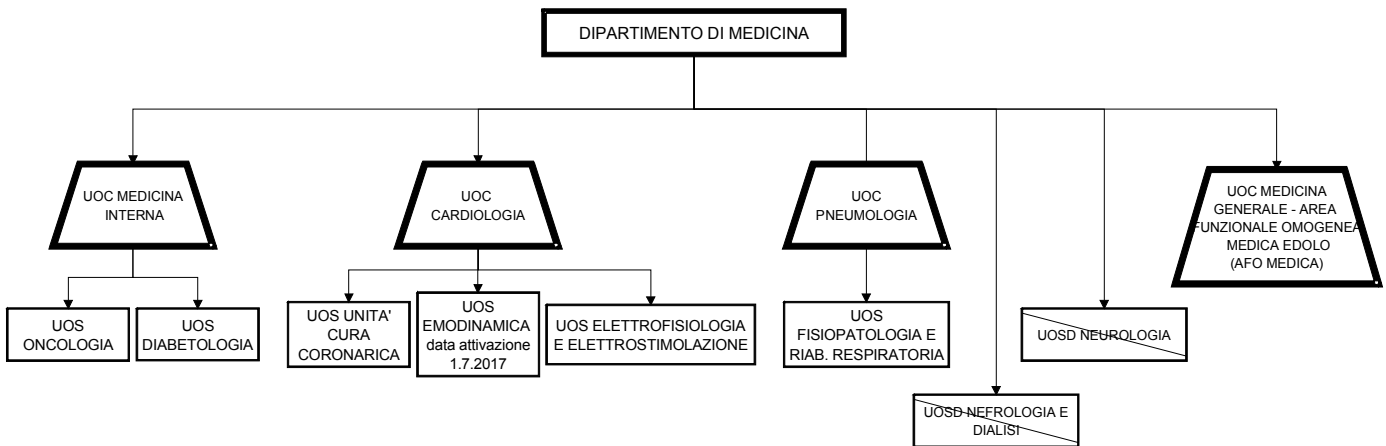 DIPARTIMENTO DI MEDICINA
UOC MEDICINA
INTERNA
UOC
CARDIOLOGIA
UOC
PNEUMOLOGIA
UOC MEDICINA
GENERALE - AREA
FUNZIONALE OMOGENEA
MEDICA EDOLO
(AFO MEDICA)
UOS
ONCOLOGIA
UOS
DIABETOLOGIA
UOS UNITA'
CURA
CORONARICA
UOS
EMODINAMICA
data attivazione
1.7.2017
UOS ELETTROFISIOLOGIA
E ELETTROSTIMOLAZIONE
UOS
FISIOPATOLOGIA E
RIAB. RESPIRATORIA
UOSD NEUROLOGIA
UOSD NEFROLOGIA E
DIALISI